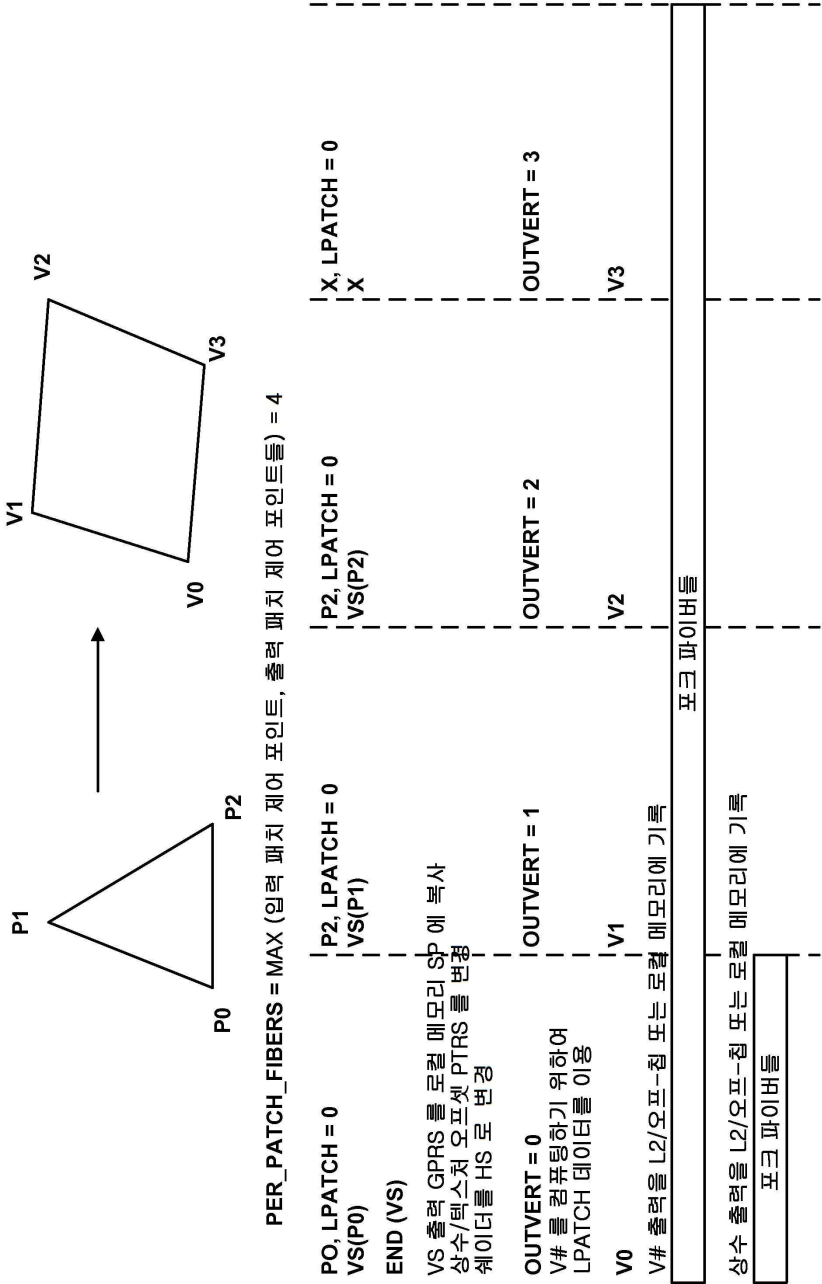 P1
P0
P2
V1
V2
V0
V3
PER_PATCH_FIBERS = MAX (입력 패치 제어 포인트, 출력 패치 제어 포인트들) = 4
PO, LPATCH = 0
VS(P0)
P2, LPATCH = 0
VS(P1)
P2, LPATCH = 0
VS(P2)
X, LPATCH = 0
X
END (VS)
VS 출력 GPRS 를 로컬 메모리 SP 에 복사
상수/텍스처 오프셋 PTRS 를 변경
쉐이더를 HS 로 변경
OUTVERT = 0
OUTVERT = 1
OUTVERT = 2
OUTVERT = 3
V# 를 컴퓨팅하기 위하여
LPATCH 데이터를 이용
V0
V1
V2
V3
V# 출력을 L2/오프-칩 또는 로컬 메모리에 기록
포크 파이버들
상수 출력을 L2/오프-칩 또는 로컬 메모리에 기록
포크 파이버들